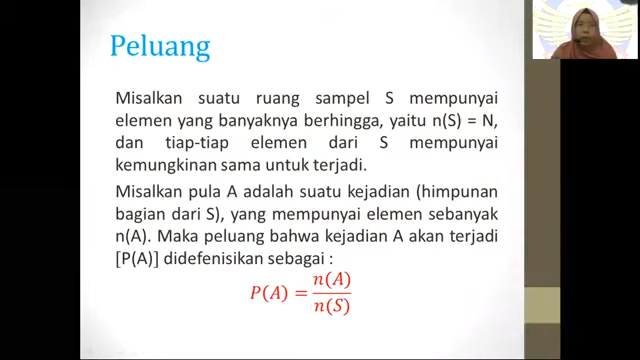 Peluang
Misalkan suatu ruang sampel S mempunyai
elemen yang banyaknya berhingga, yaitu n(S) = N,
dan tiap-tiap elemen dari S mempunyai
kemungkinan sama untuk terjadi.
Misalkan pula A adalah suatu kejadian (himpunan
bagian dari S), yang mempunyai elemen sebanyak
n(A). Maka peluang bahwa kejadian A akan terjadi
[P(A)] didefenisikan sebagai :
P(A) = n(A)/n(S)